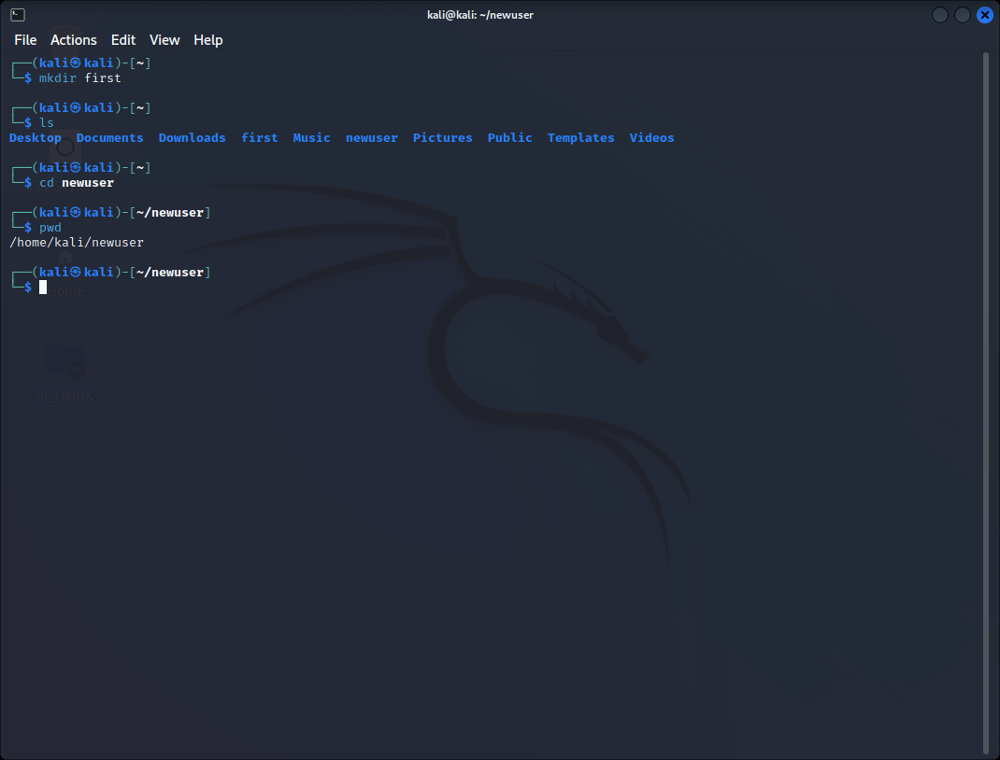 kali@kali: ~/newuser
File Actions Edit View Help
┌──(kali㉿kali)-[~]
└─$ mkdir first
┌──(kali㉿kali)-[~]
└─$ ls
Desktop Documents Downloads first Music newuser Pictures Public Templates Videos
┌──(kali㉿kali)-[~]
└─$ cd newuser
┌──(kali㉿kali)-[~/newuser]
└─$ pwd
/home/kali/newuser
┌──(kali㉿kali)-[~/newuser]
└─$
Home
sf_LINUX